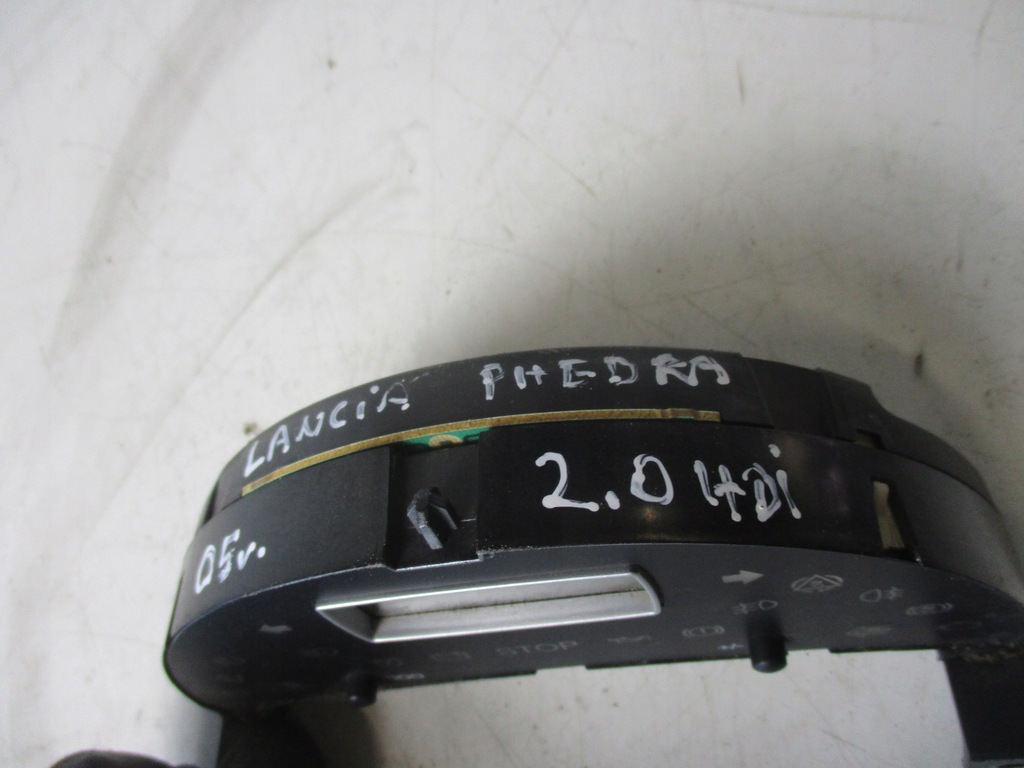 LANCiA PHEDRA
2.0 HDi
05r.
STOP